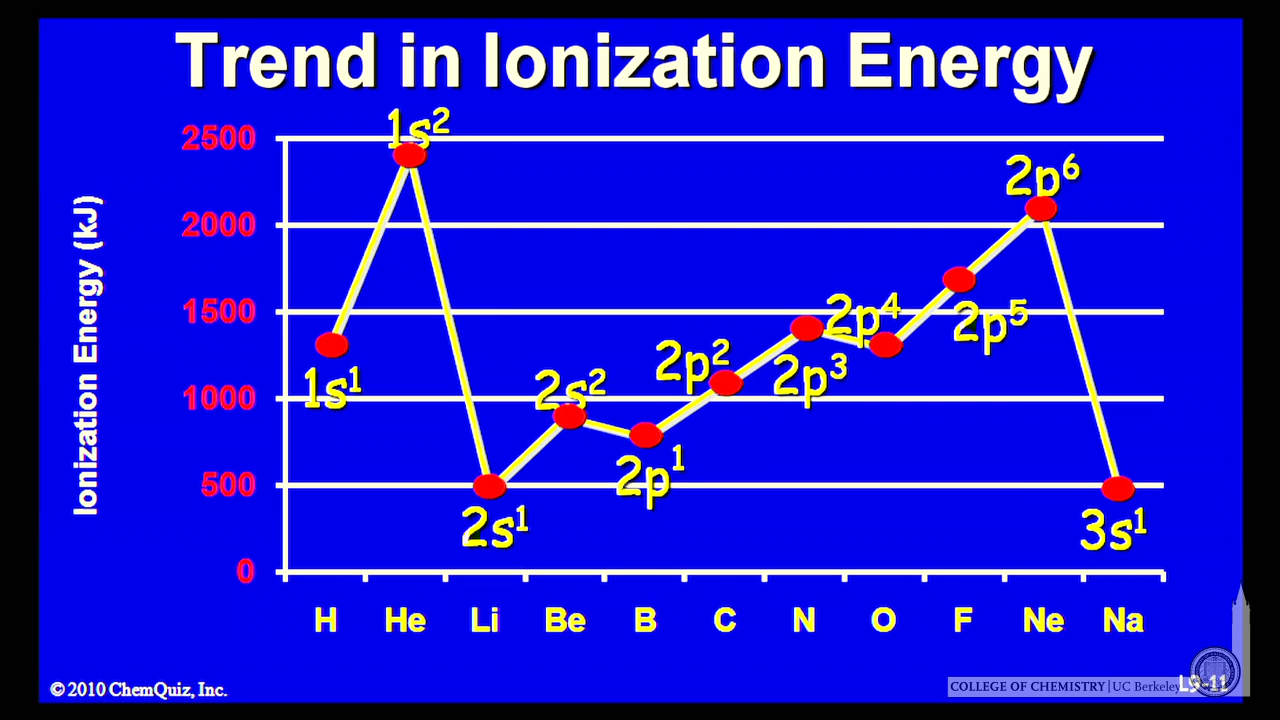 Trend in Ionization Energy
Ionization Energy (kJ)
2500
2000
1500
1000
500
0
1s¹
1s²
2s¹
2s²
2p¹
2p²
2p³
2p⁴
2p⁵
2p⁶
3s¹
H He Li Be B C N O F Ne Na
© 2010 ChemQuiz, Inc.
COLLEGE OF CHEMISTRY | UC Berkeley